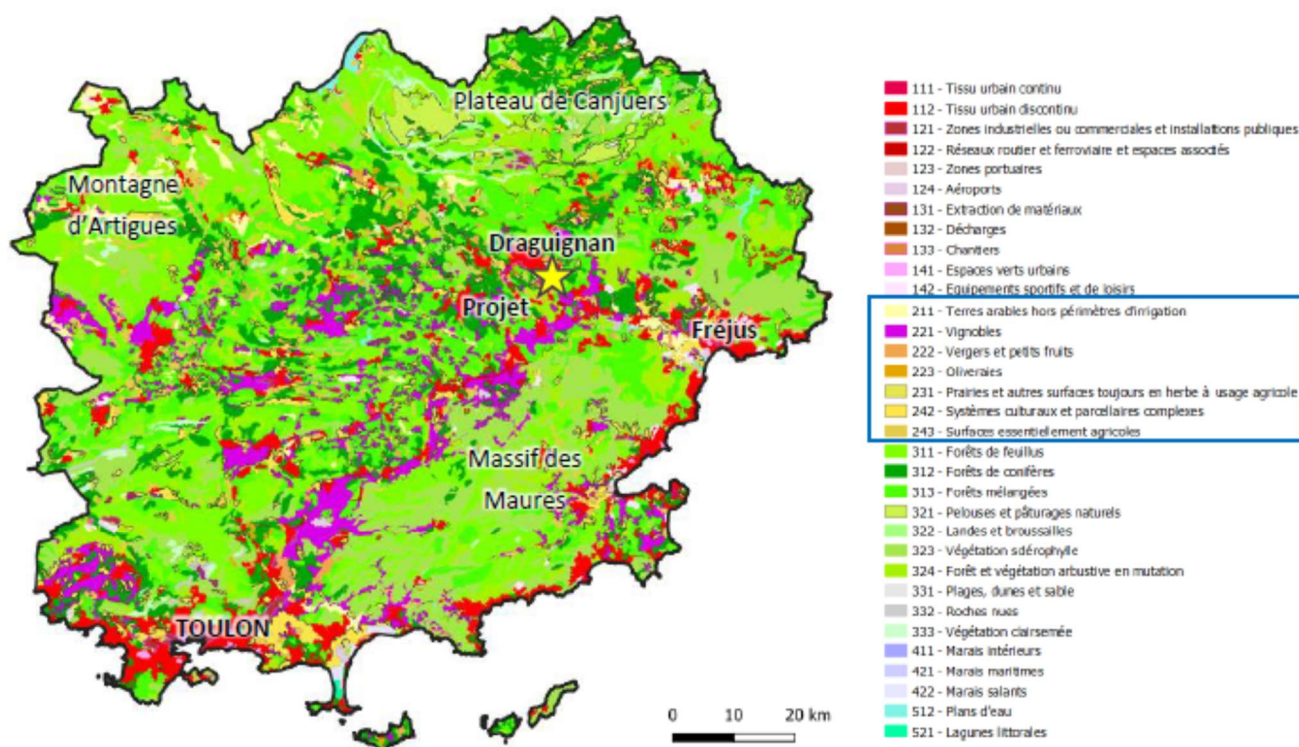 Plateau de Canjuers
Montagne
d'Artigues
Draguignan
Projet
Fréjus
Massif des
Maures
TOULON
0 10 20 km
111 - Tissu urbain continu
112 - Tissu urbain discontinu
121 - Zones industrielles ou commerciales et installations publiques
122 - Réseaux routier et ferroviaire et espaces associés
123 - Zones portuaires
124 - Aéroports
131 - Extraction de matériaux
132 - Décharges
133 - Chantiers
141 - Espaces verts urbains
142 - Equipements sportifs et de loisirs
211 - Terres arables hors périmètres d'irrigation
221 - Vignobles
222 - Vergers et petits fruits
223 - Oliveraies
231 - Prairies et autres surfaces toujours en herbe à usage agricole
242 - Systèmes culturaux et parcellaires complexes
243 - Surfaces essentiellement agricoles
311 - Forêts de feuillus
312 - Forêts de conifères
313 - Forêts mélangées
321 - Pelouses et pâturages naturels
322 - Landes et broussailles
323 - Végétation sclérophylle
324 - Forêt et végétation arbustive en mutation
331 - Plages, dunes et sable
332 - Roches nues
333 - Végétation clairsemée
411 - Marais intérieurs
421 - Marais maritimes
422 - Marais salants
512 - Plans d'eau
521 - Lagunes littorales